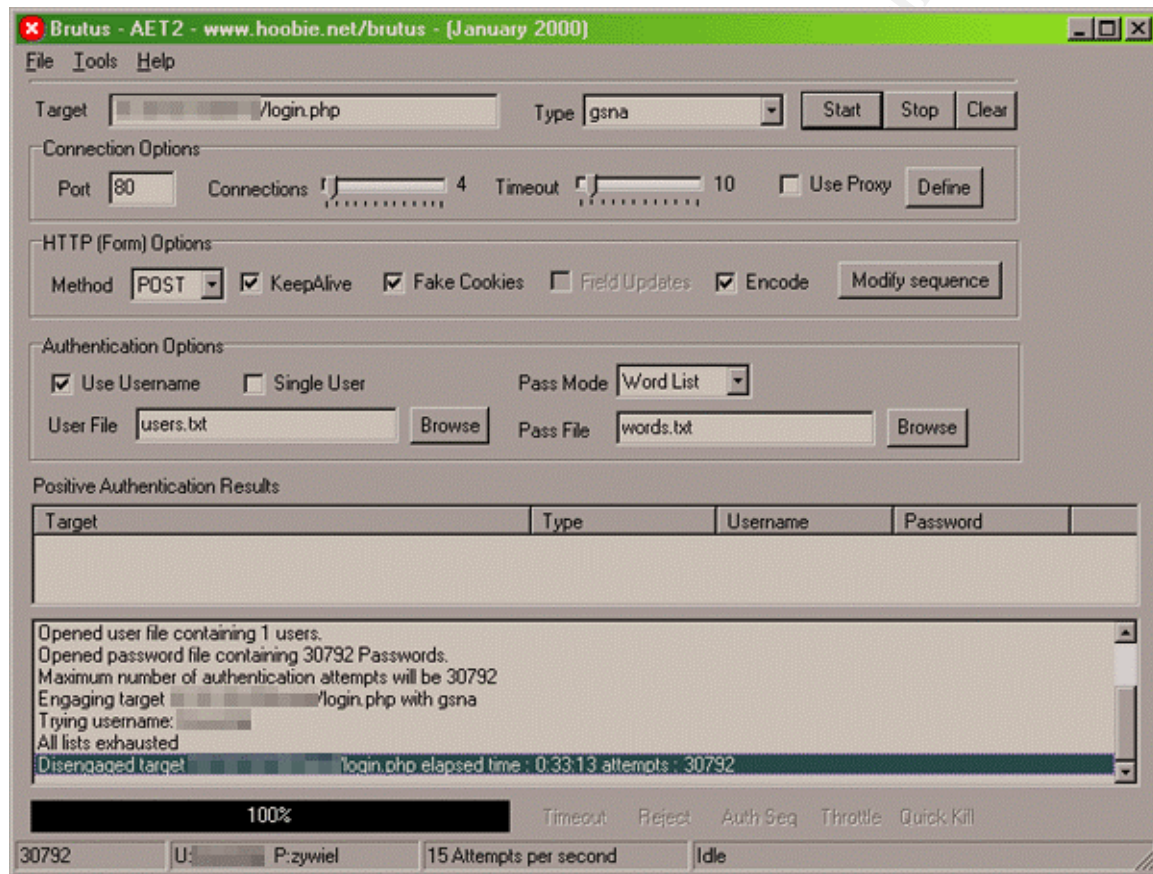 Brutus - AET2 - www.hoobie.net/brutus - (January 2000)
File Tools Help
Target /login.php Type gsna Start Stop Clear
Connection Options
Port 80 Connections 4 Timeout 10 Use Proxy Define
HTTP (Form) Options
Method POST KeepAlive Fake Cookies Field Updates Encode Modify sequence
Authentication Options
Use Username Single User Pass Mode Word List
User File users.txt Browse Pass File words.txt Browse
Positive Authentication Results
Target Type Username Password
Opened user file containing 1 users.
Opened password file containing 30792 Passwords.
Maximum number of authentication attempts will be 30792
Engaging target /login.php with gsna
Trying username:
All lists exhausted
Disengaged target /login.php elapsed time : 0:33:13 attempts : 30792
100% Timeout Reject Auth Seq Throttle Quick Kill
30792 U: P:zywiel 15 Attempts per second Idle